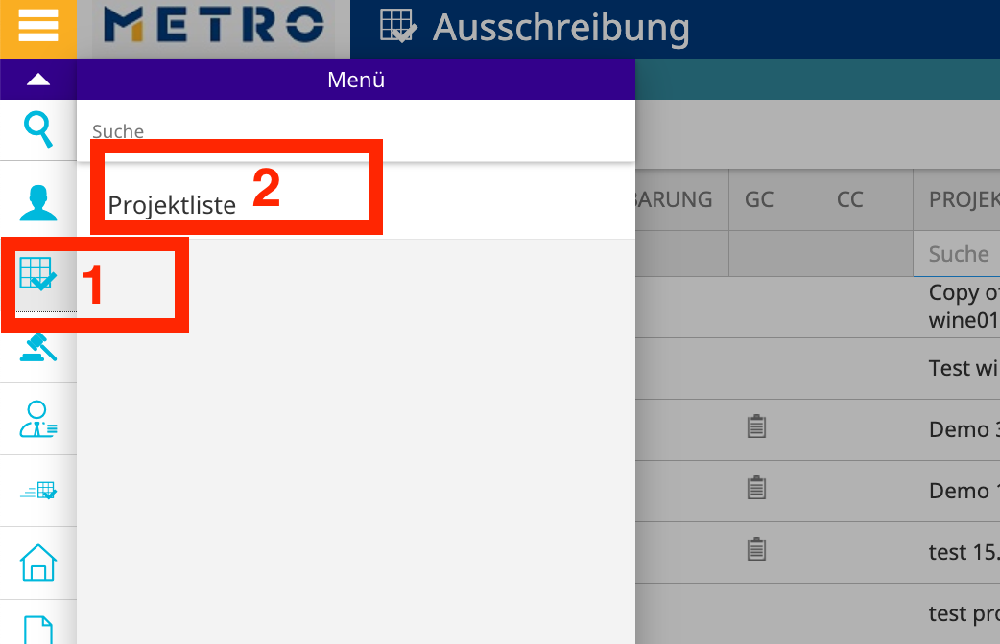 METRO
Ausschreibung
Menü
Suche
Projektliste
2
1
BARUNG
GC
CC
PROJEK
Suche
Copy of
wine01
Test wi
Demo 3
Demo 1
test 15.
test pro